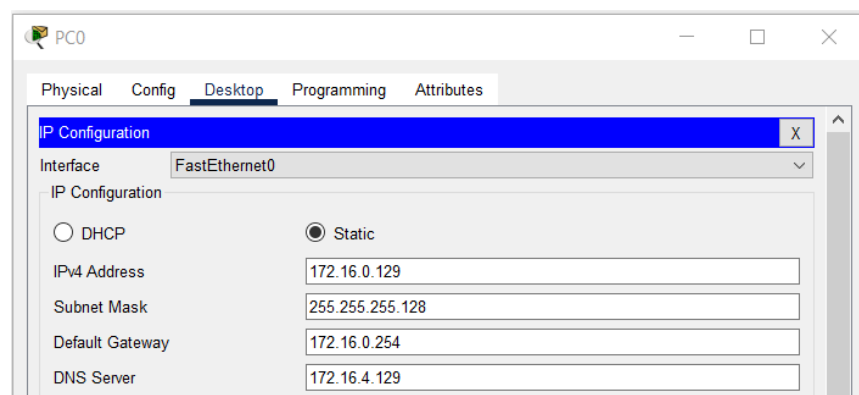 PC0
Physical Config Desktop Programming Attributes
IP Configuration X
Interface FastEthernet0
IP Configuration
DHCP Static
IPv4 Address 172.16.0.129
Subnet Mask 255.255.255.128
Default Gateway 172.16.0.254
DNS Server 172.16.4.129